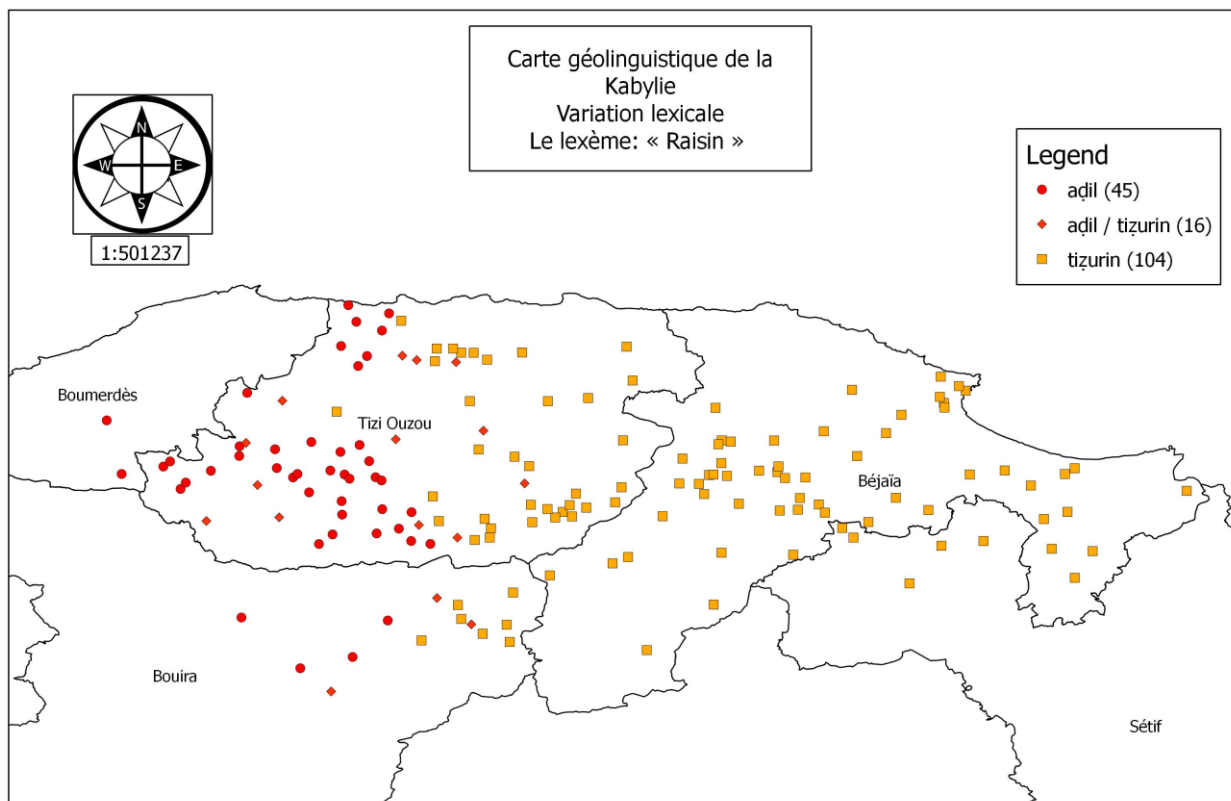 Carte géolinguistique de la
Kabylie
Variation lexicale
Le lexème: « Raisin »
N
W E
S
1:501237
Legend
aḍil (45)
aḍil / tiẓurin (16)
tiẓurin (104)
Boumerdès
Tizi Ouzou
Béjaïa
Bouira
Sétif